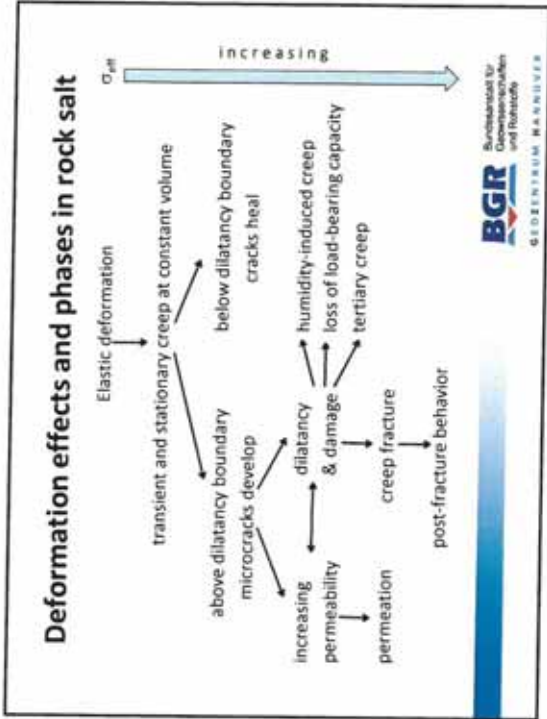 Deformation effects and phases in rock salt
σeff
increasing
Elastic deformation
transient and stationary creep at constant volume
above dilatancy boundary
microcracks develop
below dilatancy boundary
cracks heal
increasing
permeability
dilatancy
& damage
humidity-induced creep
loss of load-bearing capacity
tertiary creep
permeation
creep fracture
post-fracture behavior
BGR
Bundesanstalt für
Geowissenschaften
und Rohstoffe
GEOZENTRUM HANNOVER